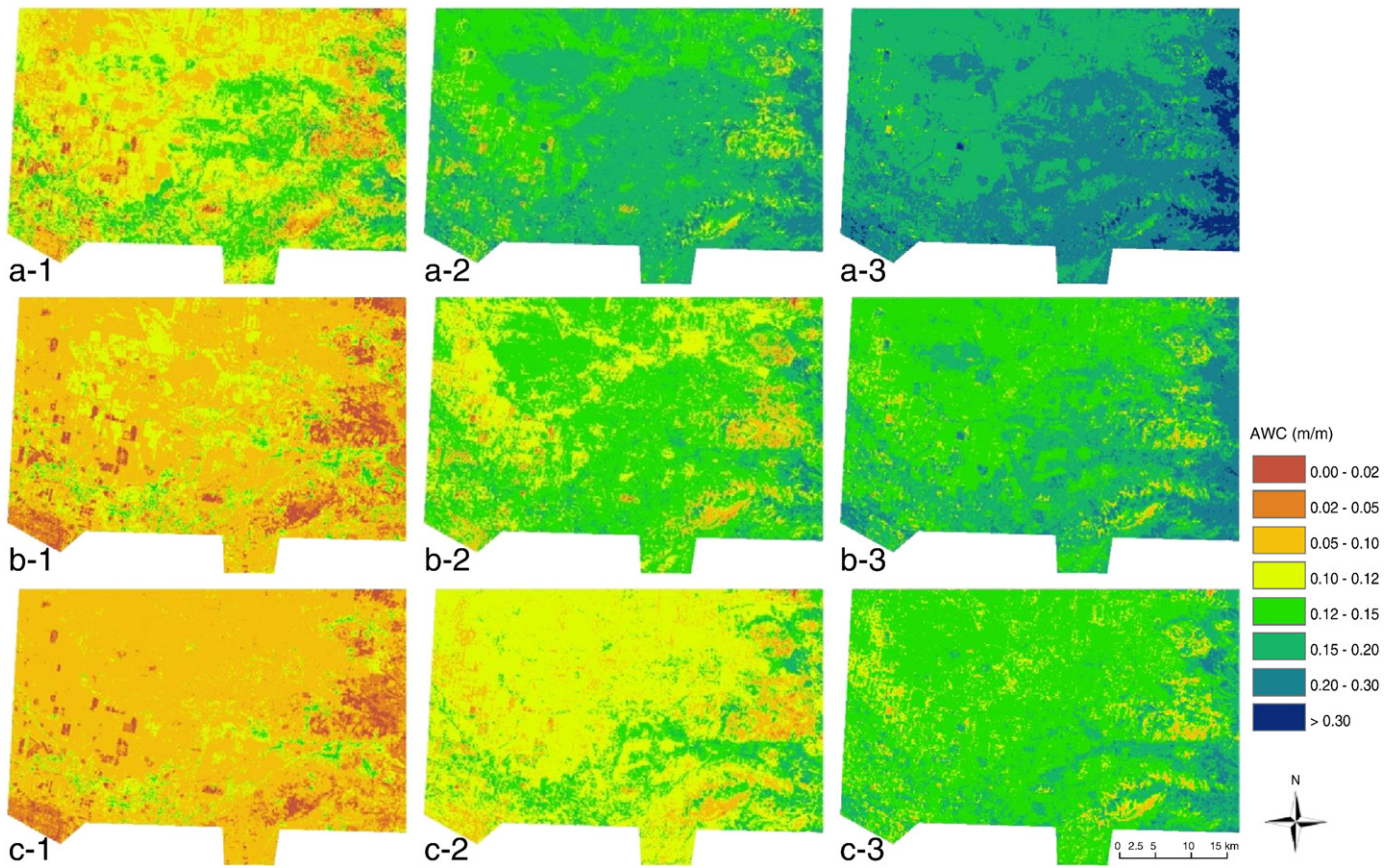 a-1
a-2
a-3
b-1
b-2
b-3
c-1
c-2
c-3
AWC (m/m)
0.00 - 0.02
0.02 - 0.05
0.05 - 0.10
0.10 - 0.12
0.12 - 0.15
0.15 - 0.20
0.20 - 0.30
> 0.30
N
0 2.5 5 10 15 km